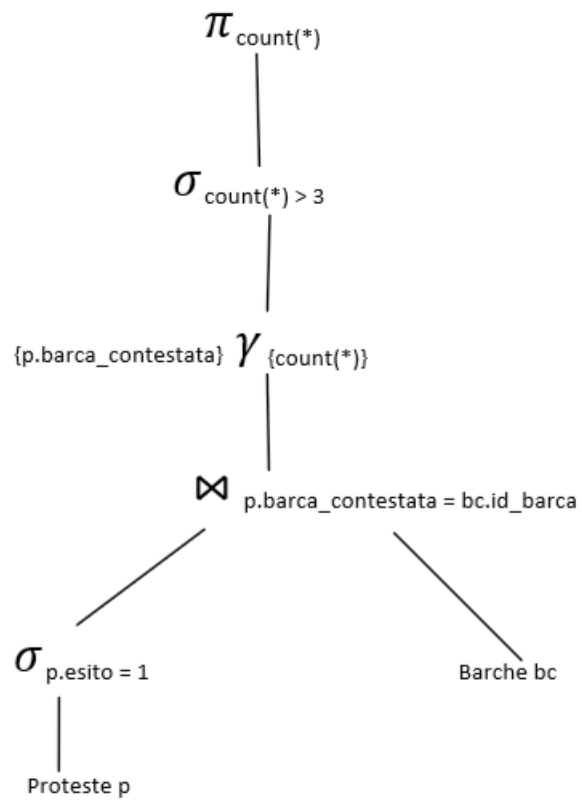 π count(*)
σ count(*) > 3
{p.barca_contestata} γ {count(*)}
⋈ p.barca_contestata = bc.id_barca
σ p.esito = 1
Barche bc
Proteste p